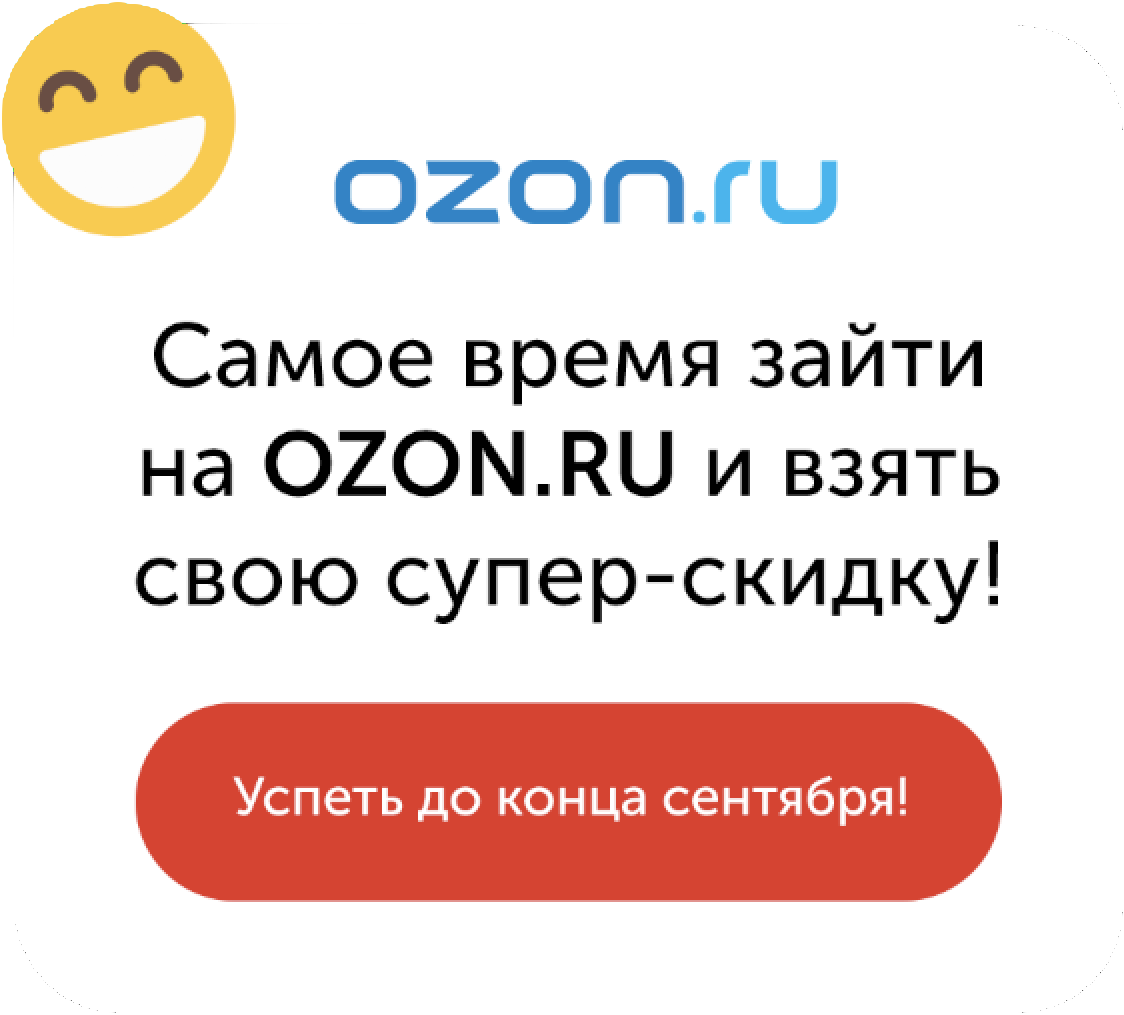 ozon.ru
Самое время зайти
на OZON.RU и взять
свою супер-скидку!
Успеть до конца сентября!